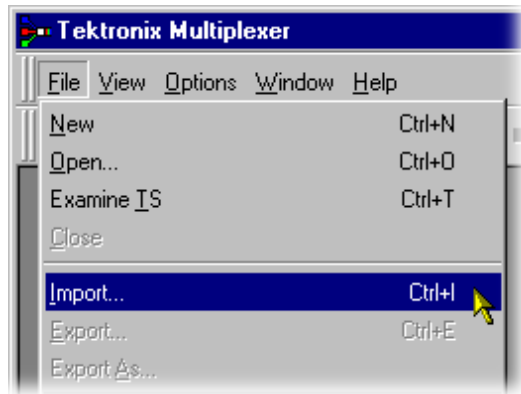 Tektronix Multiplexer
File View Options Window Help
New Ctrl+N
Open... Ctrl+O
Examine TS Ctrl+T
Close
Import... Ctrl+I
Export... Ctrl+E
Export As...